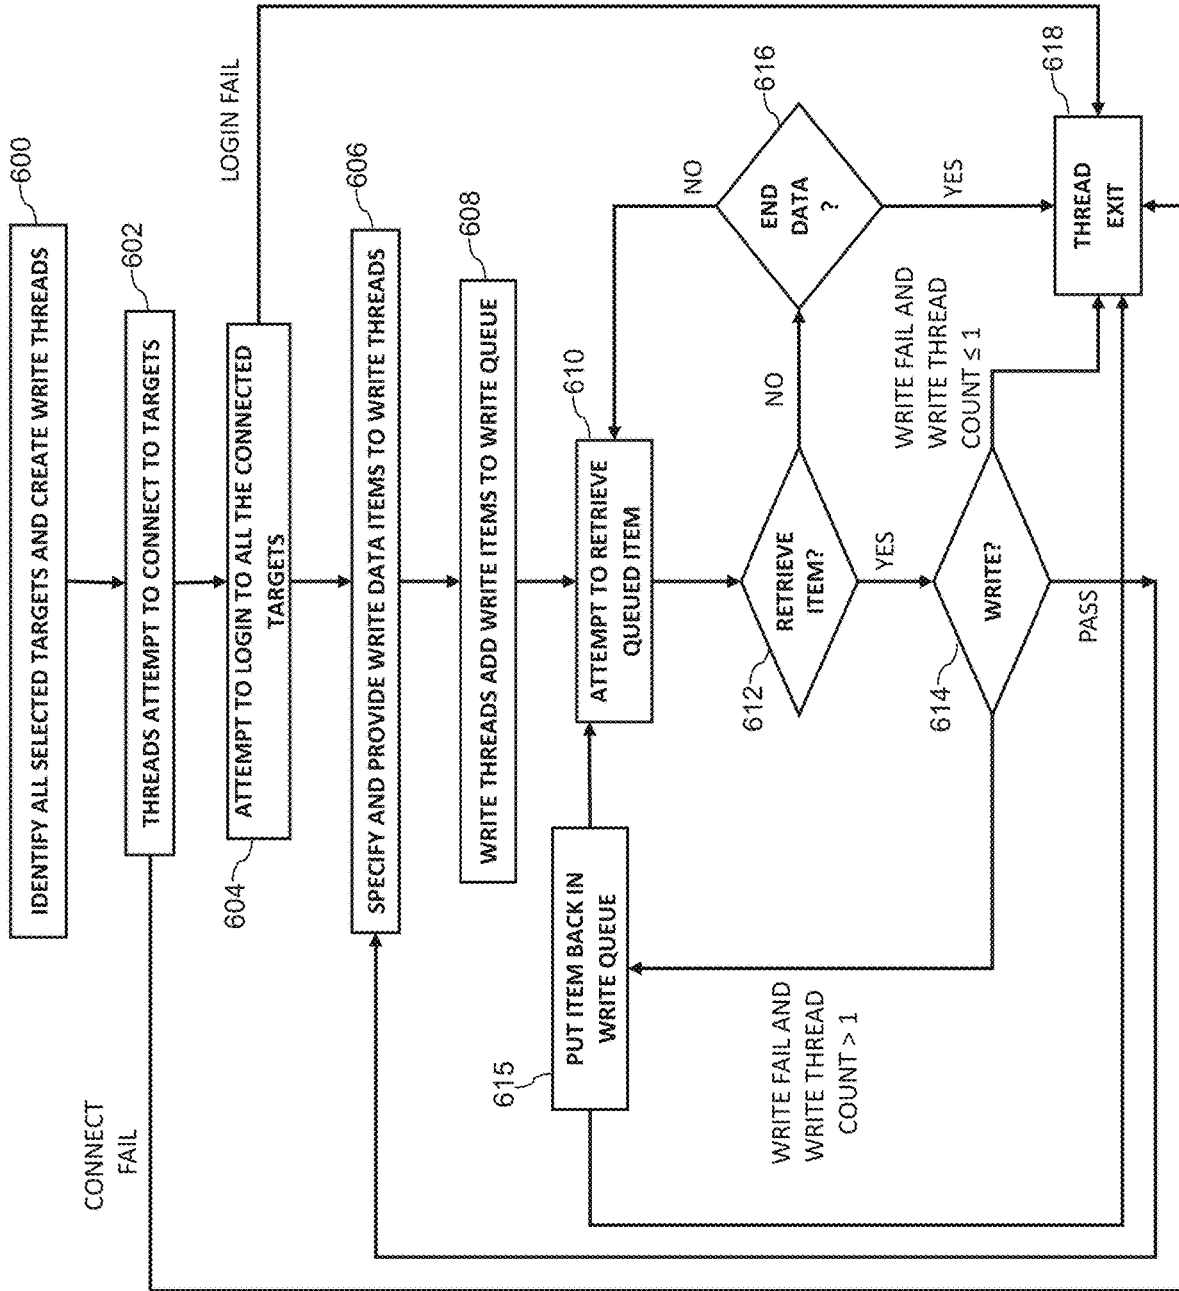 600
IDENTIFY ALL SELECTED TARGETS AND CREATE WRITE THREADS
602
THREADS ATTEMPT TO CONNECT TO TARGETS
CONNECT
FAIL
604
ATTEMPT TO LOGIN TO ALL THE CONNECTED
TARGETS
LOGIN FAIL
606
SPECIFY AND PROVIDE WRITE DATA ITEMS TO WRITE THREADS
608
WRITE THREADS ADD WRITE ITEMS TO WRITE QUEUE
610
ATTEMPT TO RETRIEVE
QUEUED ITEM
615
PUT ITEM BACK IN
WRITE QUEUE
612
RETRIEVE
ITEM?
NO
616
END
DATA
?
NO
YES
YES
614
WRITE?
WRITE FAIL AND
WRITE THREAD
COUNT > 1
WRITE FAIL AND
WRITE THREAD
COUNT ≤ 1
PASS
618
THREAD
EXIT